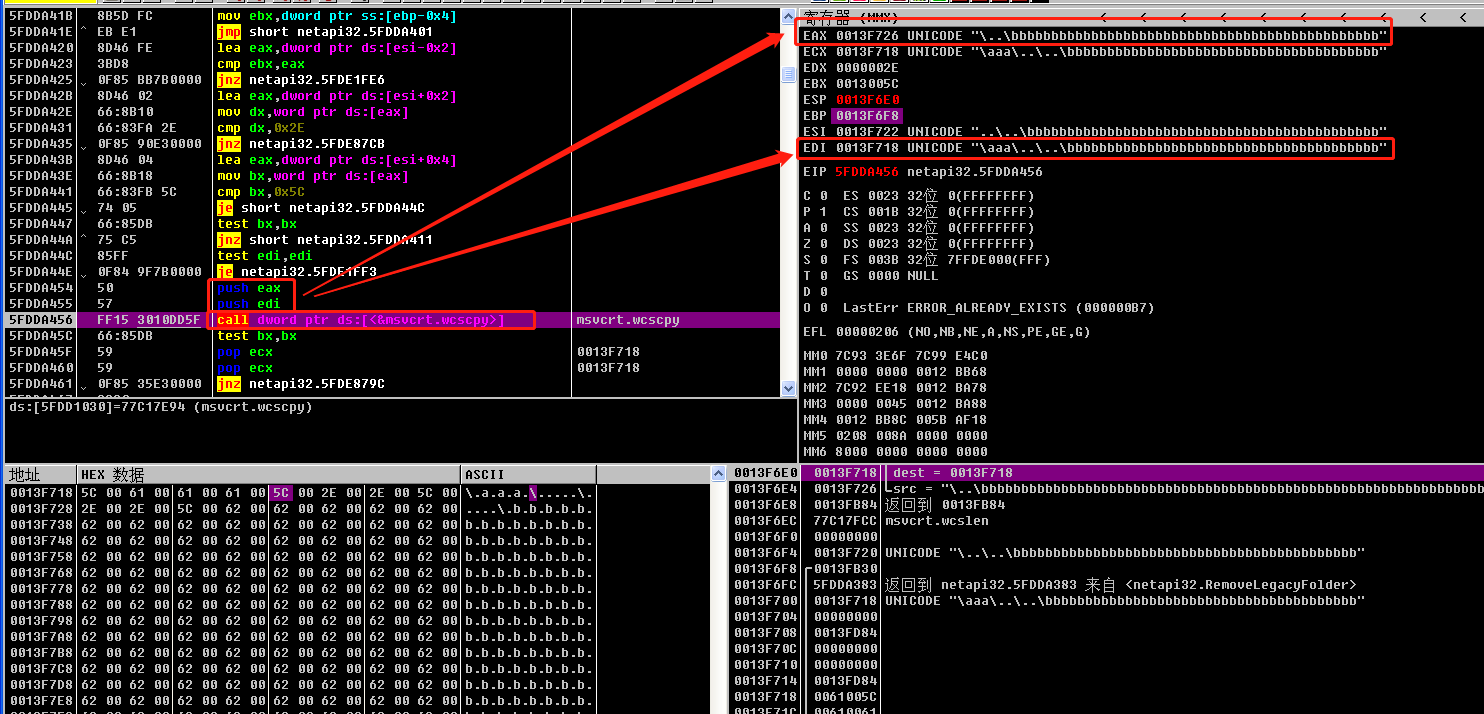 5FDDA41B 8B5D FC mov ebx,dword ptr ss:[ebp-0x4]
5FDDA41E ^ EB E1 jmp short netapi32.5FDDA401
5FDDA420 8D46 FE lea eax,dword ptr ds:[esi-0x2]
5FDDA423 3BD8 cmp ebx,eax
5FDDA425 0F85 BB7B0000 jnz netapi32.5FDE1FE6
5FDDA42B 8D46 02 lea eax,dword ptr ds:[esi+0x2]
5FDDA42E 66:8B10 mov dx,word ptr ds:[eax]
5FDDA431 66:83FA 2E cmp dx,0x2E
5FDDA435 0F85 90E30000 jnz netapi32.5FDE87CB
5FDDA43B 8D46 04 lea eax,dword ptr ds:[esi+0x4]
5FDDA43E 66:8B18 mov bx,word ptr ds:[eax]
5FDDA441 66:83FB 5C cmp bx,0x5C
5FDDA445 74 05 je short netapi32.5FDDA44C
5FDDA447 66:85DB test bx,bx
5FDDA44A ^ 75 C5 jnz short netapi32.5FDDA411
5FDDA44C 85FF test edi,edi
5FDDA44E 0F84 9F7B0000 je netapi32.5FDE1FF3
5FDDA454 50 push eax
5FDDA455 57 push edi
5FDDA456 FF15 3010DD5F call dword ptr ds:[<&msvcrt.wcscpy>] msvcrt.wcscpy
5FDDA45C 66:85DB test bx,bx
5FDDA45F 59 pop ecx 0013F718
5FDDA460 59 pop ecx 0013F718
5FDDA461 0F85 35E30000 jnz netapi32.5FDE879C
ds:[5FDD1030]=77C17E94 (msvcrt.wcscpy)
寄存器 (MMX) < < < < < < < < < <
EAX 0013F726 UNICODE "\..\bbbbbbbbbbbbbbbbbbbbbbbbbbbbbbbbbbbbbbbbbbbbbb"
ECX 0013F718 UNICODE "\aaa\..\..\bbbbbbbbbbbbbbbbbbbbbbbbbbbbbbbbbbbbbbb"
EDX 0000002E
EBX 0013005C
ESP 0013F6E0
EBP 0013F6F8
ESI 0013F722 UNICODE "..\..\bbbbbbbbbbbbbbbbbbbbbbbbbbbbbbbbbbbbbbbbbbbb"
EDI 0013F718 UNICODE "\aaa\..\..\bbbbbbbbbbbbbbbbbbbbbbbbbbbbbbbbbbbbbbb"
EIP 5FDDA456 netapi32.5FDDA456
C 0 ES 0023 32位 0(FFFFFFFF)
P 1 CS 001B 32位 0(FFFFFFFF)
A 0 SS 0023 32位 0(FFFFFFFF)
Z 0 DS 0023 32位 0(FFFFFFFF)
S 0 FS 003B 32位 7FFDE000(FFF)
T 0 GS 0000 NULL
D 0
O 0 LastErr ERROR_ALREADY_EXISTS (000000B7)
EFL 00000206 (NO,NB,NE,A,NS,PE,GE,G)
MM0 7C93 3E6F 7C99 E4C0
MM1 0000 0000 0012 BB68
MM2 7C92 EE18 0012 BA78
MM3 0000 0045 0012 BA88
MM4 0012 BB8C 005B AF18
MM5 0208 008A 0000 0000
MM6 8000 0000 0000 0000
地址 HEX 数据 ASCII
0013F718 5C 00 61 00 61 00 61 00 5C 00 2E 00 2E 00 5C 00 \.a.a.a.\.....\.
0013F728 2E 00 2E 00 5C 00 62 00 62 00 62 00 62 00 62 00 ....\.b.b.b.b.b.
0013F738 62 00 62 00 62 00 62 00 62 00 62 00 62 00 62 00 b.b.b.b.b.b.b.b.
0013F748 62 00 62 00 62 00 62 00 62 00 62 00 62 00 62 00 b.b.b.b.b.b.b.b.
0013F758 62 00 62 00 62 00 62 00 62 00 62 00 62 00 62 00 b.b.b.b.b.b.b.b.
0013F768 62 00 62 00 62 00 62 00 62 00 62 00 62 00 62 00 b.b.b.b.b.b.b.b.
0013F778 62 00 62 00 62 00 62 00 62 00 62 00 62 00 62 00 b.b.b.b.b.b.b.b.
0013F788 62 00 62 00 62 00 62 00 62 00 62 00 62 00 62 00 b.b.b.b.b.b.b.b.
0013F798 62 00 62 00 62 00 62 00 62 00 62 00 62 00 62 00 b.b.b.b.b.b.b.b.
0013F7A8 62 00 62 00 62 00 62 00 62 00 62 00 62 00 62 00 b.b.b.b.b.b.b.b.
0013F7B8 62 00 62 00 62 00 62 00 62 00 62 00 62 00 62 00 b.b.b.b.b.b.b.b.
0013F7C8 62 00 62 00 62 00 62 00 62 00 62 00 62 00 62 00 b.b.b.b.b.b.b.b.
0013F7D8 62 00 62 00 62 00 62 00 62 00 62 00 62 00 62 00 b.b.b.b.b.b.b.b.
0013F7E8 62 00 62 00 62 00 62 00 62 00 62 00 62 00 62 00 b.b.b.b.b.b.b.b.
0013F6E0 0013F718 dest = 0013F718
0013F6E4 0013F726 src = "\..\bbbbbbbbbbbbbbbbbbbbbbbbbbbbbbbbbbbbbbbbbbbbbbbbbbbbbbbbbbbbbbb
0013F6E8 0013FB84 返回到 0013FB84
0013F6EC 77C17FCC msvcrt.wcslen
0013F6F0 00000000
0013F6F4 0013F720 UNICODE "\..\..\bbbbbbbbbbbbbbbbbbbbbbbbbbbbbbbbbbbbbbbbbbb"
0013F6F8 0013FB30
0013F6FC 5FDDA383 返回到 netapi32.5FDDA383 来自 <netapi32.RemoveLegacyFolder>
0013F700 0013F718 UNICODE "\aaa\..\..\bbbbbbbbbbbbbbbbbbbbbbbbbbbbbbbbbbbbbbb"
0013F704 00000000
0013F708 0013FD84
0013F70C 00000000
0013F710 00000000
0013F714 0013FD84
0013F718 0061005C
0013F71C 00610061